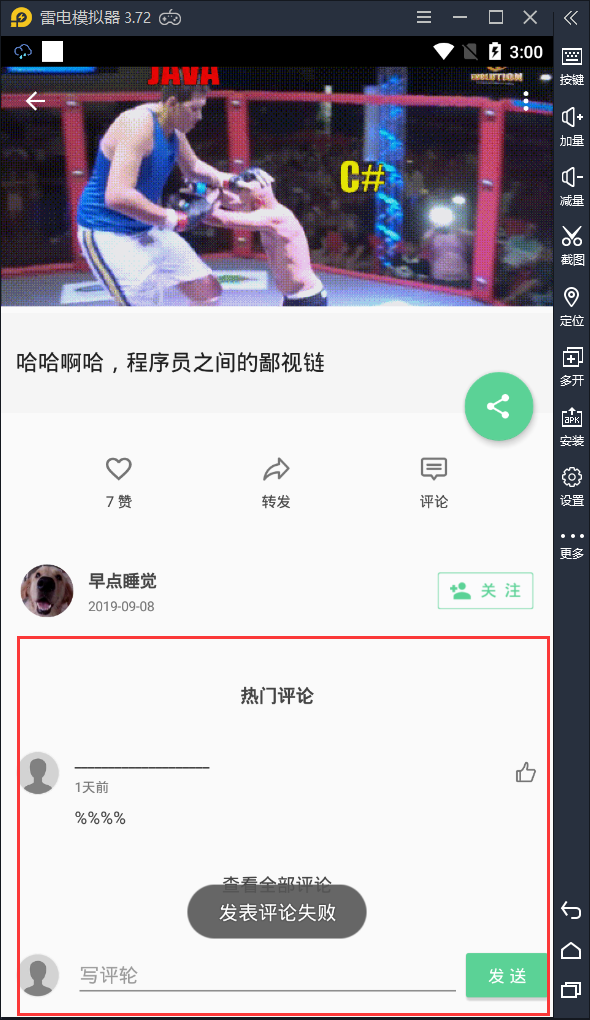 雷电模拟器 3.72
3:00
JAVA
EVOLUTION
C#
哈哈啊哈，程序员之间的鄙视链
7 赞
转发
评论
早点睡觉
2019-09-08
关 注
热门评论
____________________
1天前
%%%%
查看全部评论
发表评论失败
写评轮
发 送
按键
加量
减量
截图
定位
多开
APK
安装
设置
更多